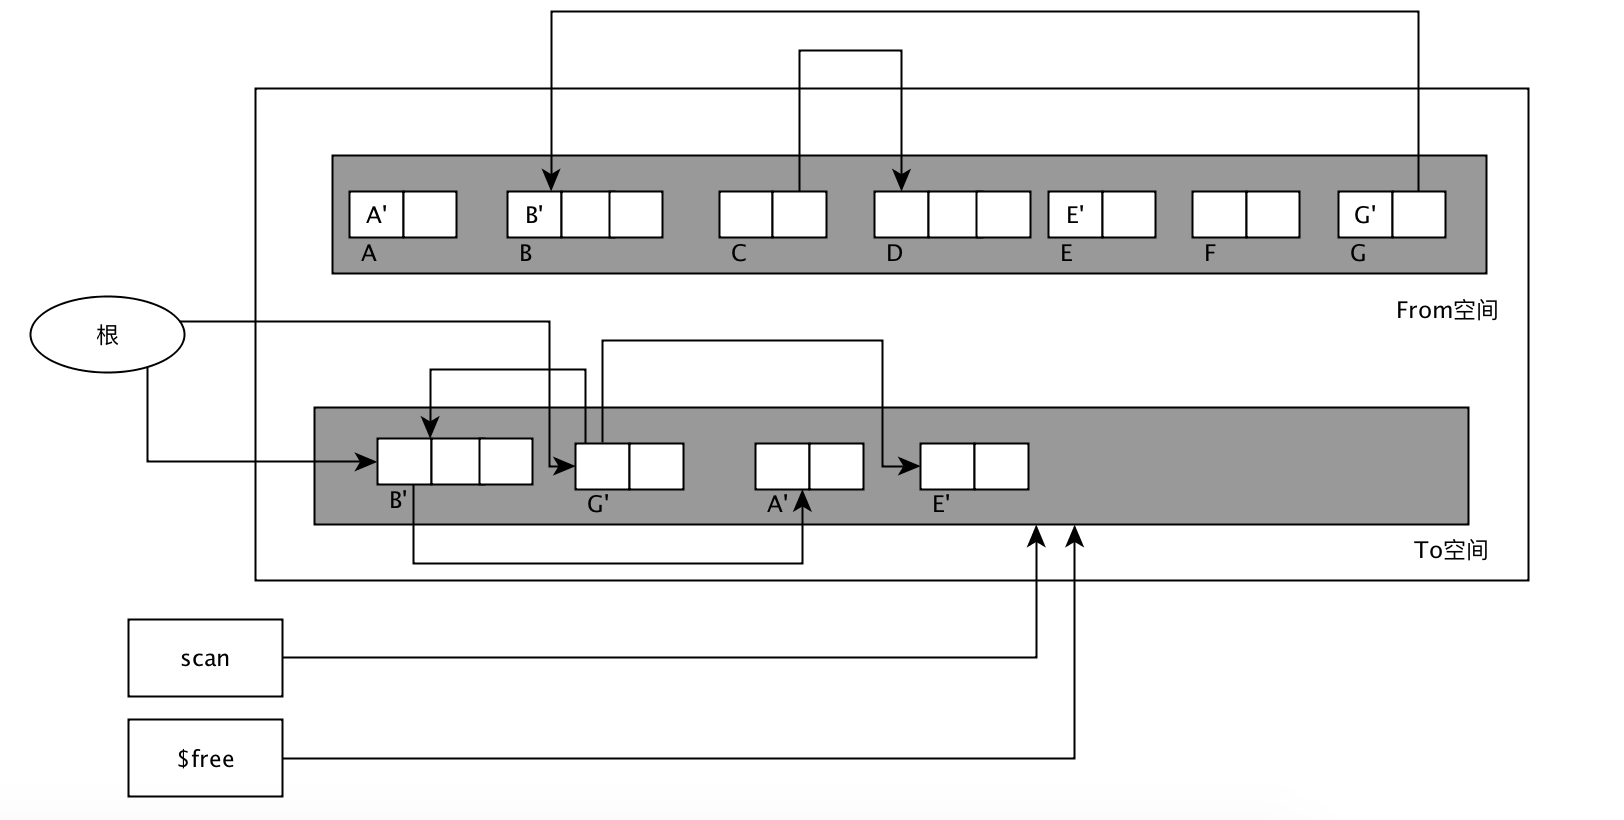 A' B' E' G'
A B C D E F G
From空间
根
B' G' A' E'
To空间
scan
$free